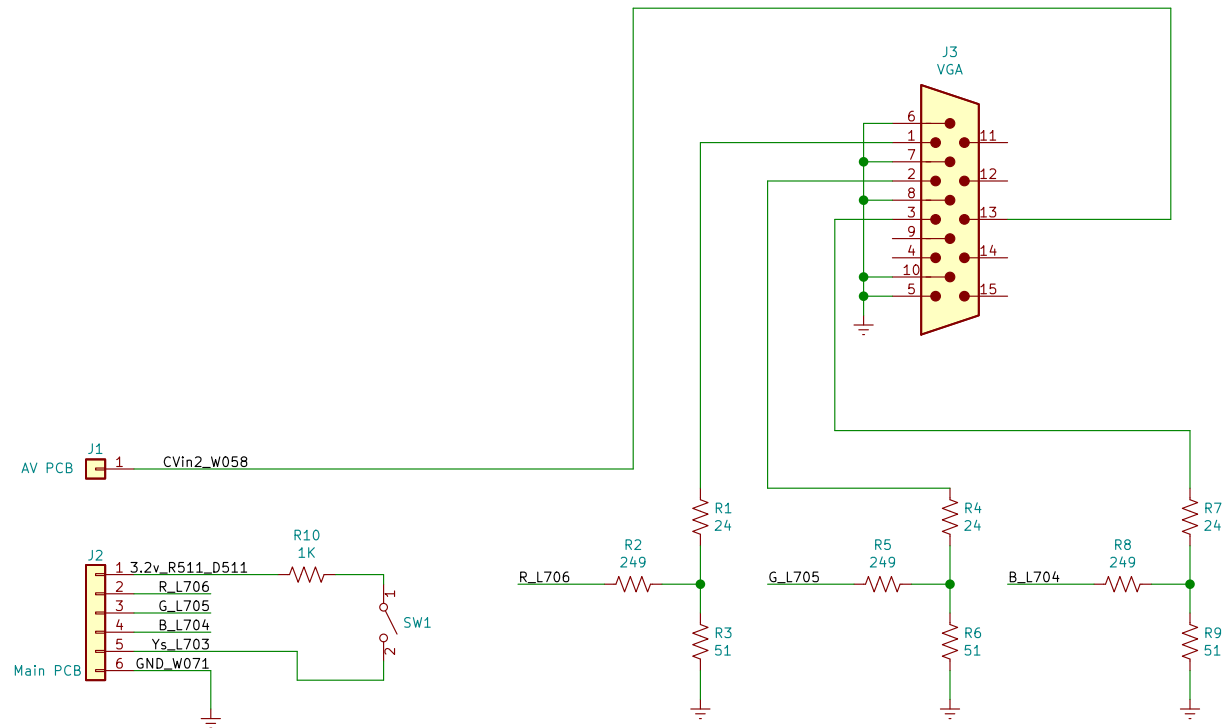 J3
VGA
6
1
11
7
2
12
8
3
13
9
4
14
10
5
15
J1
AV PCB
1
CVin2_W058
R10
1K
J2
1
3.2v_R511_D511
2
R_L706
3
G_L705
4
B_L704
5
Ys_L703
6
GND_W071
Main PCB
1
SW1
2
R1
24
R2
249
R_L706
R3
51
R4
24
R5
249
G_L705
R6
51
R7
24
R8
249
B_L704
R9
51